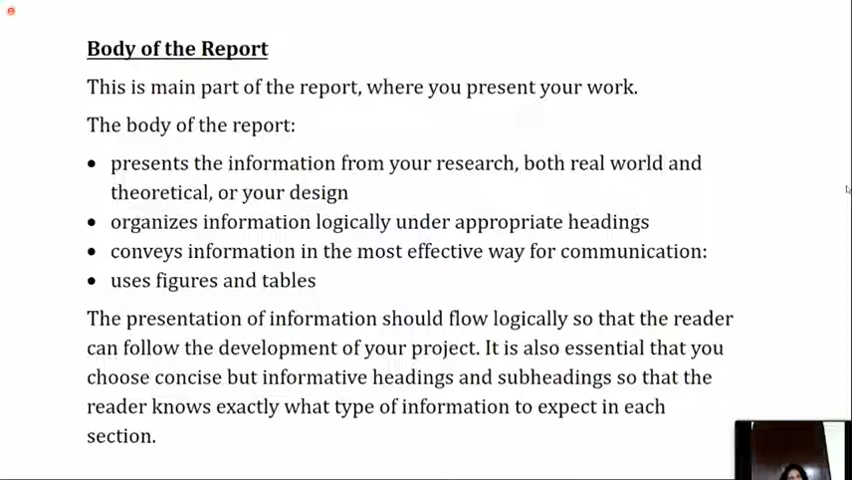 Body of the Report
This is main part of the report, where you present your work.
The body of the report:
• presents the information from your research, both real world and
theoretical, or your design
• organizes information logically under appropriate headings
• conveys information in the most effective way for communication:
• uses figures and tables
The presentation of information should flow logically so that the reader
can follow the development of your project. It is also essential that you
choose concise but informative headings and subheadings so that the
reader knows exactly what type of information to expect in each
section.